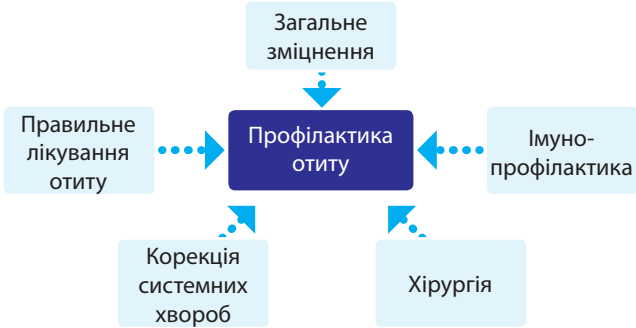 Загальне
зміцнення
Правильне
лікування
отиту
Профілактика
отиту
Імуно-
профілактика
Корекція
системних
хвороб
Хірургія